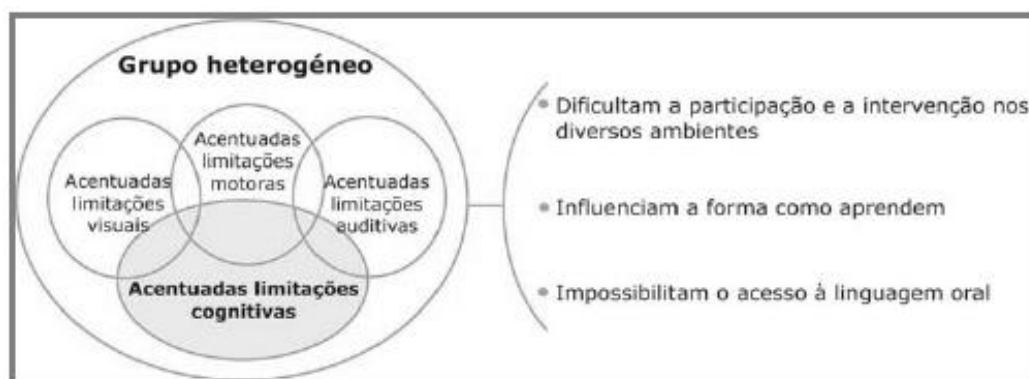 Grupo heterogéneo
Acentuadas
limitações
motoras
Acentuadas
limitações
visuais
Acentuadas
limitações
auditivas
Acentuadas limitações
cognitivas
• Dificultam a participação e a intervenção nos
diversos ambientes
• Influenciam a forma como aprendem
• Impossibilitam o acesso à linguagem oral